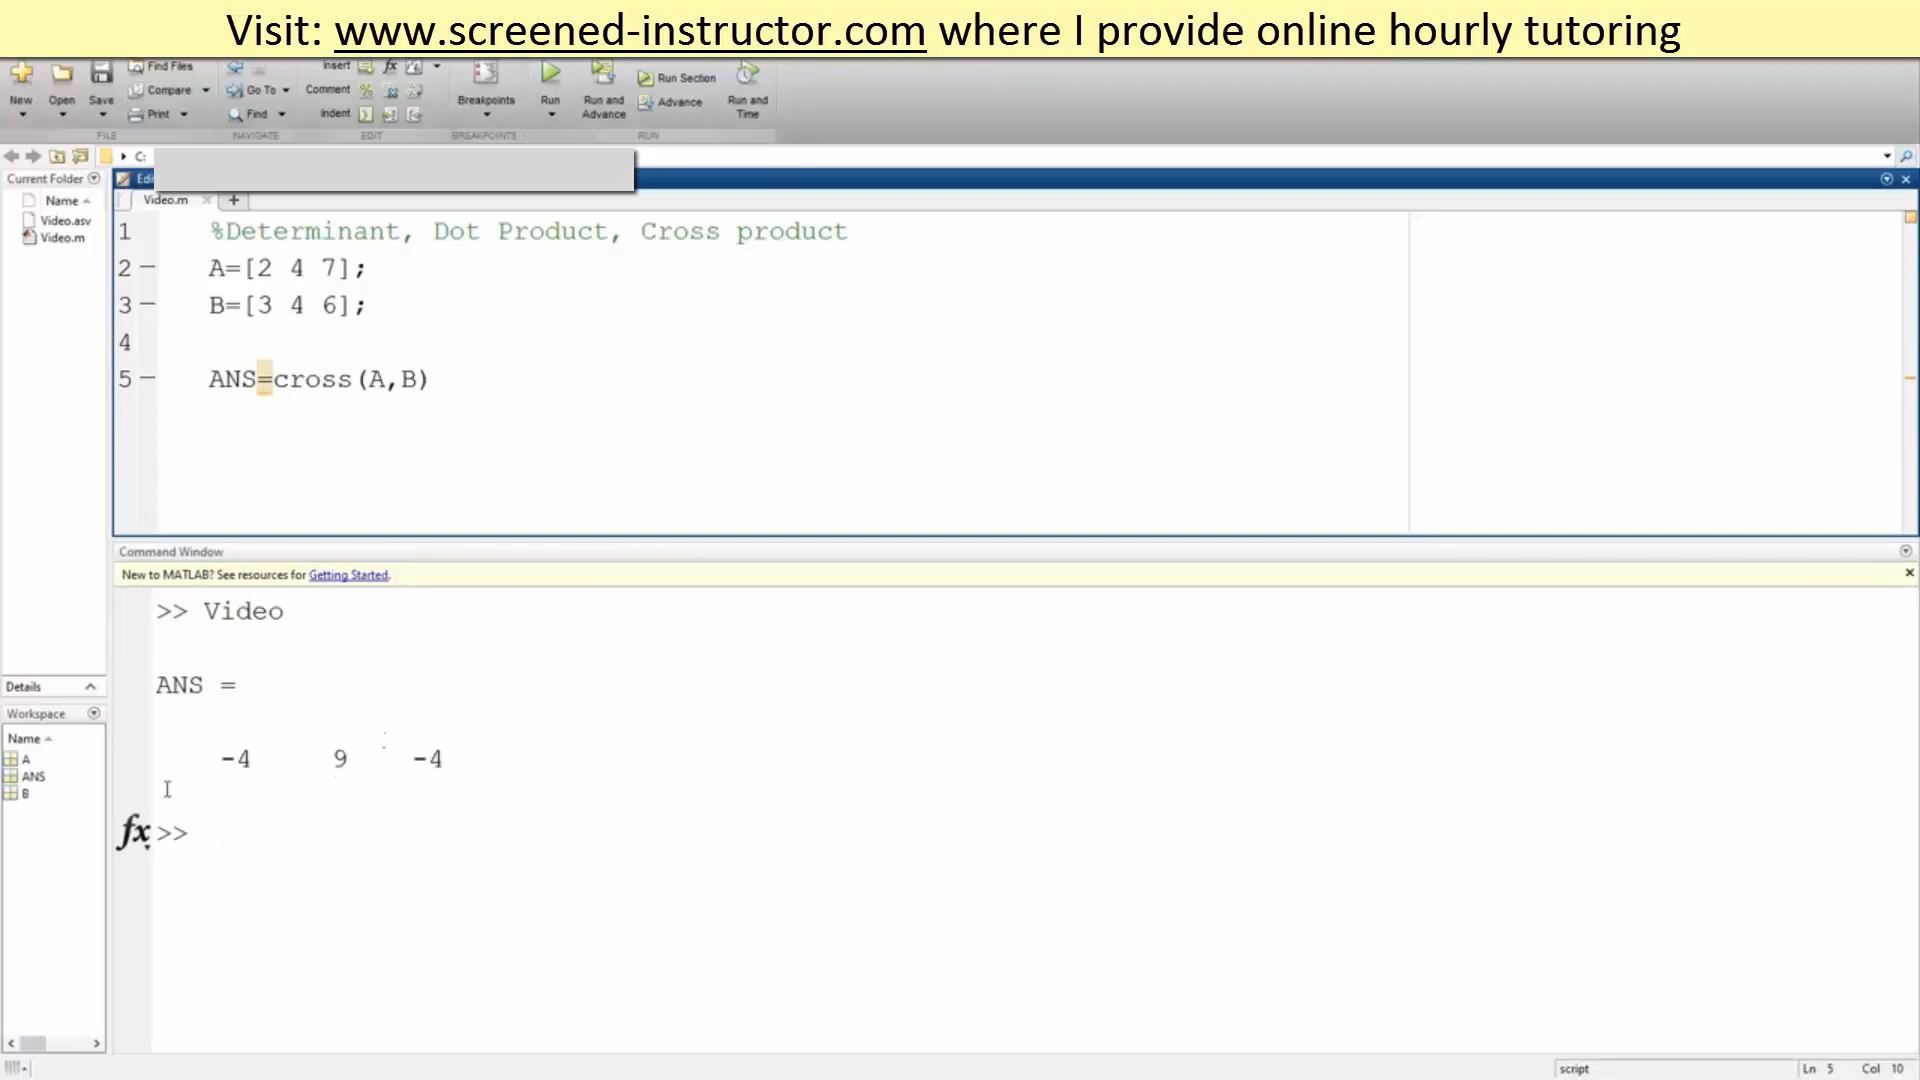 Visit: www.screened-instructor.com where I provide online hourly tutoring
Find Files
Insert
fx
New
Open
Save
Compare
Go To
Comment
Breakpoints
Run
Run and Advance
Run Section
Advance
Run and Time
Print
Find
Indent
FILE
NAVIGATE
EDIT
BREAKPOINTS
RUN
C:
Current Folder
Name
Video.asv
Video.m
Video.m
1 %Determinant, Dot Product, Cross product
2 — A=[2 4 7];
3 — B=[3 4 6];
4
5 — ANS=cross(A,B)
Command Window
New to MATLAB? See resources for Getting Started.
>> Video
ANS =
-4 9 -4
fx >>
Details
Workspace
Name
A
ANS
B
script
Ln 5 Col 10